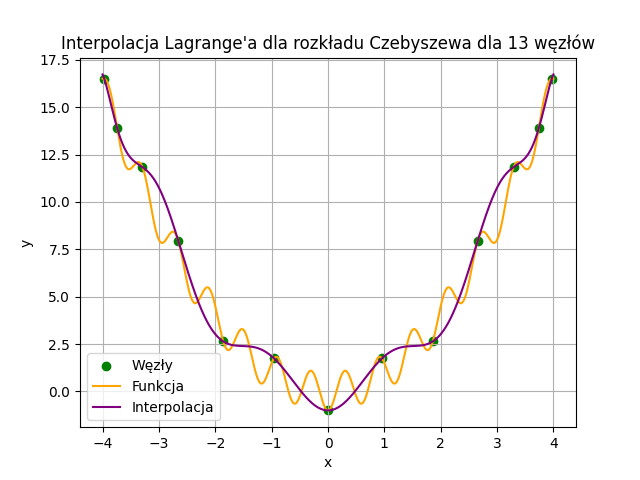 Interpolacja Lagrange'a dla rozkładu Czebyszewa dla 13 węzłów
17.5
15.0
12.5
10.0
7.5
5.0
2.5
0.0
y
Węzły
Funkcja
Interpolacja
−4 −3 −2 −1 0 1 2 3 4
x